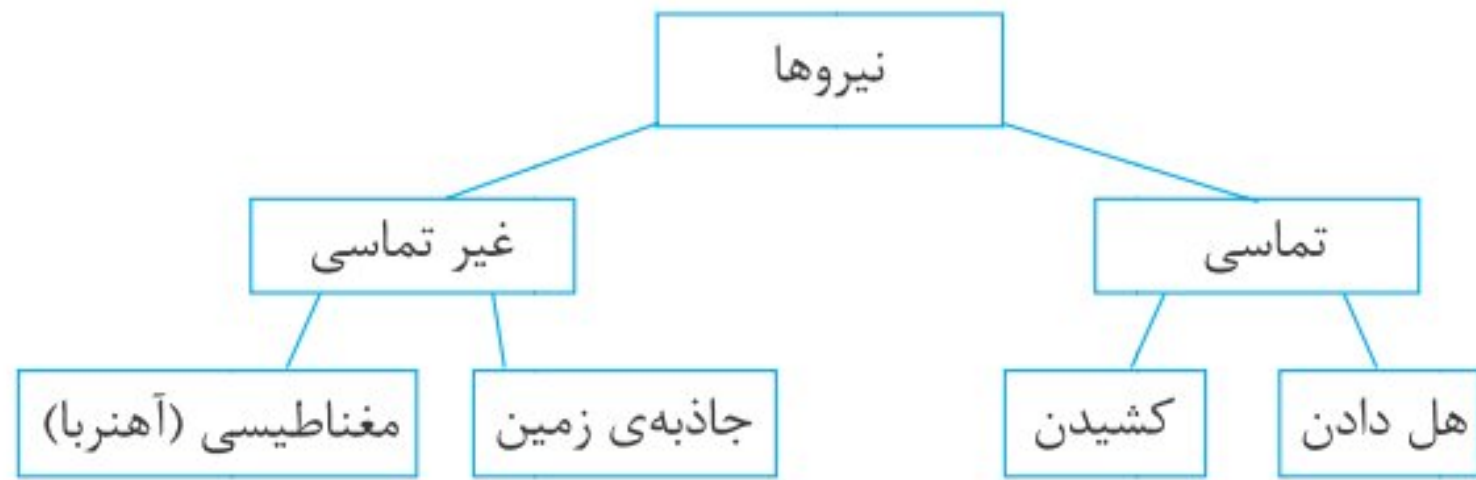 نیروها
تماسی
غیر تماسی
هل دادن
کشیدن
جاذبه‌ی زمین
مغناطیسی (آهنربا)